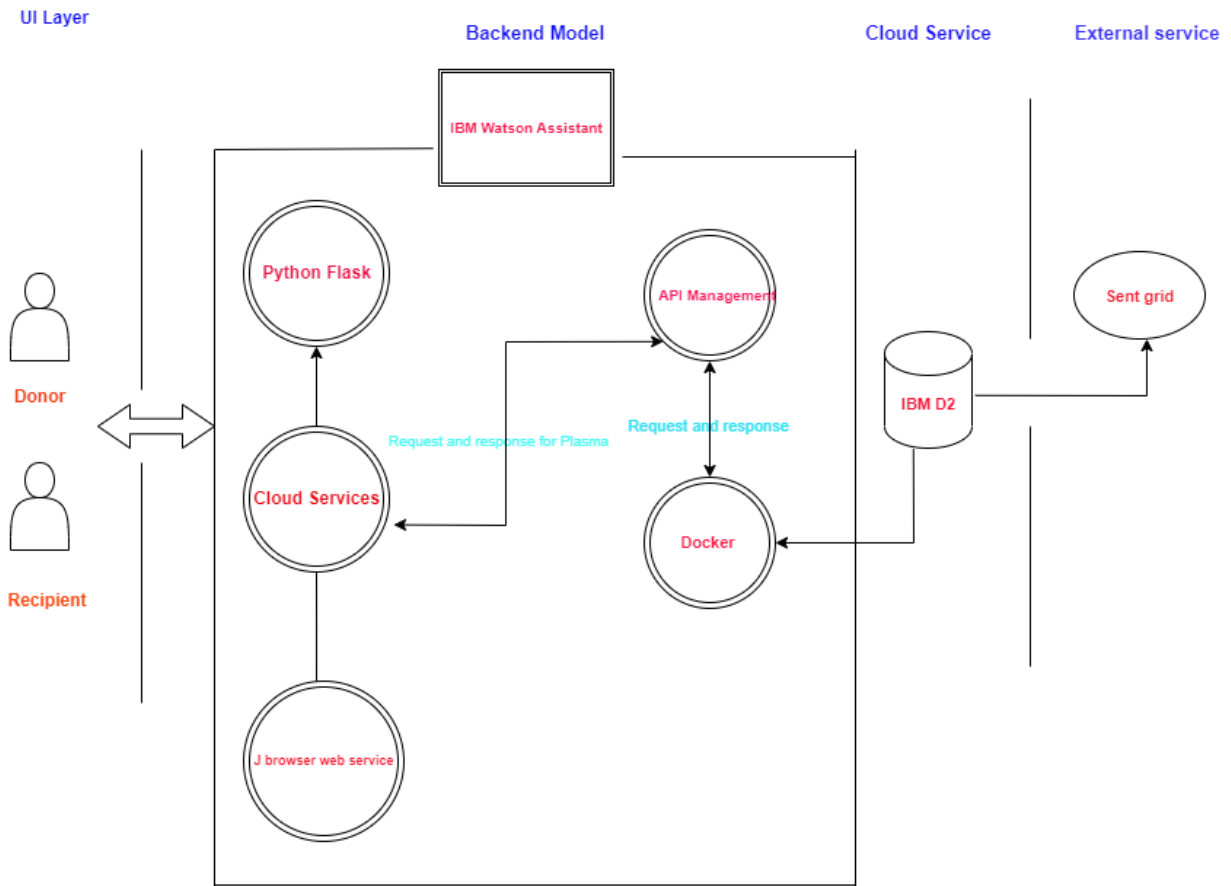 UI Layer
Backend Model
Cloud Service
External service
IBM Watson Assistant
Python Flask
API Management
Sent grid
Donor
IBM D2
Request and response for Plasma
Request and response
Cloud Services
Docker
Recipient
J browser web service